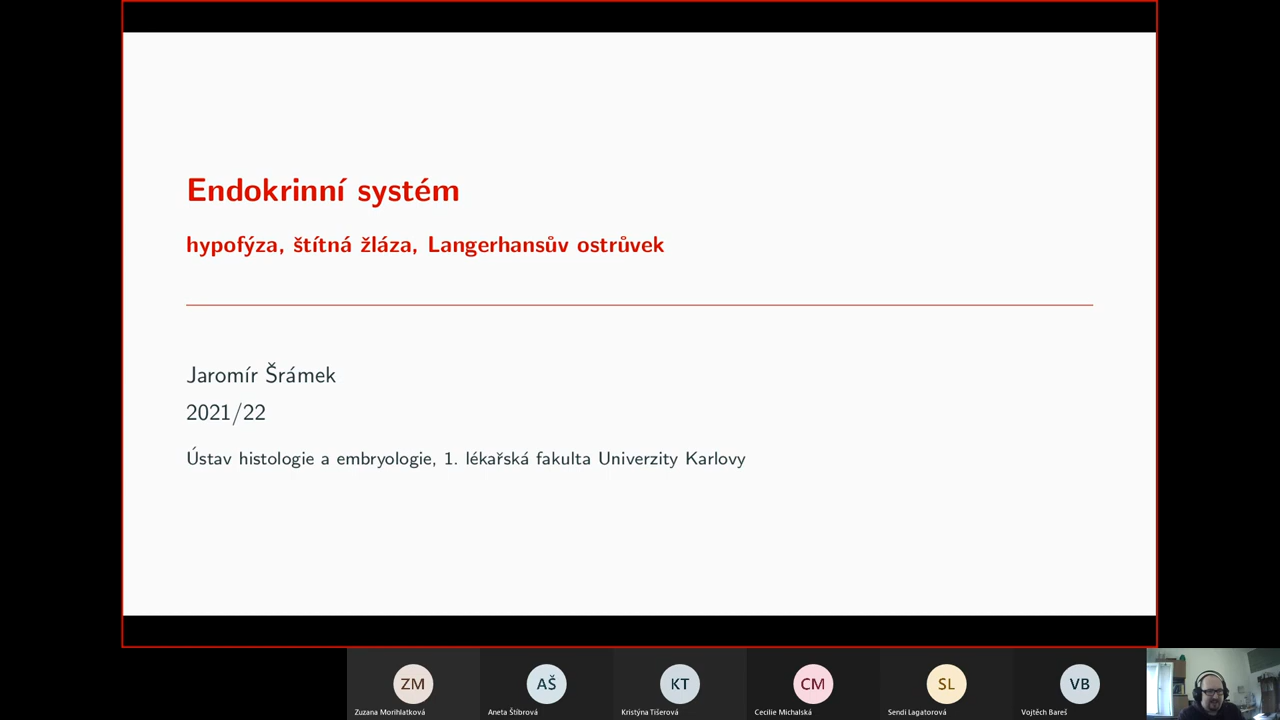 Endokrinní systém
hypofýza, štítná žláza, Langerhansův ostrůvek
Jaromír Šrámek
2021/22
Ústav histologie a embryologie, 1. lékařská fakulta Univerzity Karlovy
ZM
AŠ
KT
CM
SL
VB
Zuzana Morihlatková
Aneta Štibrová
Kristýna Tišerová
Cecilie Michalská
Sendi Lagatorová
Vojtěch Bareš